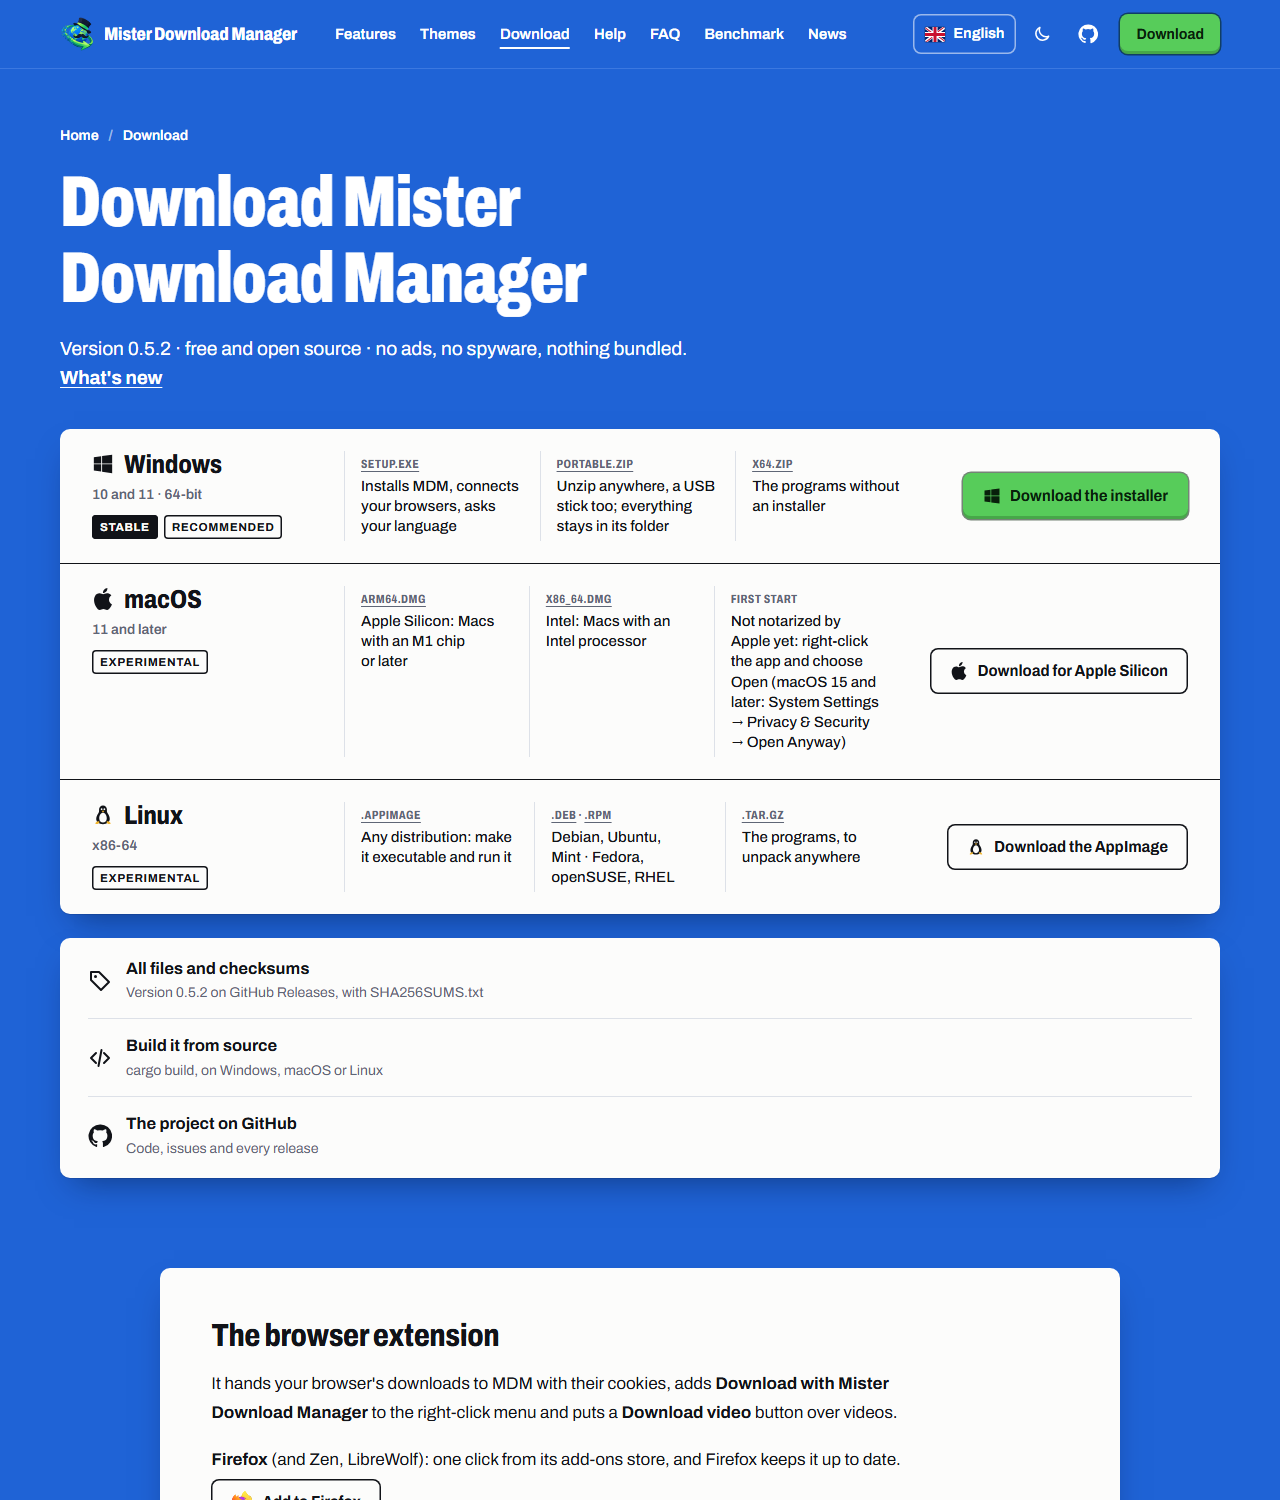 Mister Download Manager
Features
Themes
Download
Help
FAQ
Benchmark
News
English
Download
Home / Download
Download Mister
Download Manager
Version 0.5.2 · free and open source · no ads, no spyware, nothing bundled.
What's new
Windows
10 and 11 · 64-bit
STABLE
RECOMMENDED
SETUP.EXE
Installs MDM, connects
your browsers, asks
your language
PORTABLE.ZIP
Unzip anywhere, a USB
stick too; everything
stays in its folder
X64.ZIP
The programs without
an installer
Download the installer
macOS
11 and later
EXPERIMENTAL
ARM64.DMG
Apple Silicon: Macs
with an M1 chip
or later
X86_64.DMG
Intel: Macs with an
Intel processor
FIRST START
Not notarized by
Apple yet: right-click
the app and choose
Open (macOS 15 and
later: System Settings
→ Privacy & Security
→ Open Anyway)
Download for Apple Silicon
Linux
x86-64
EXPERIMENTAL
.APPIMAGE
Any distribution: make
it executable and run it
.DEB · .RPM
Debian, Ubuntu,
Mint · Fedora,
openSUSE, RHEL
.TAR.GZ
The programs, to
unpack anywhere
Download the AppImage
All files and checksums
Version 0.5.2 on GitHub Releases, with SHA256SUMS.txt
Build it from source
cargo build, on Windows, macOS or Linux
The project on GitHub
Code, issues and every release
The browser extension
It hands your browser's downloads to MDM with their cookies, adds Download with Mister
Download Manager to the right-click menu and puts a Download video button over videos.
Firefox (and Zen, LibreWolf): one click from its add-ons store, and Firefox keeps it up to date.
Add to Firefox